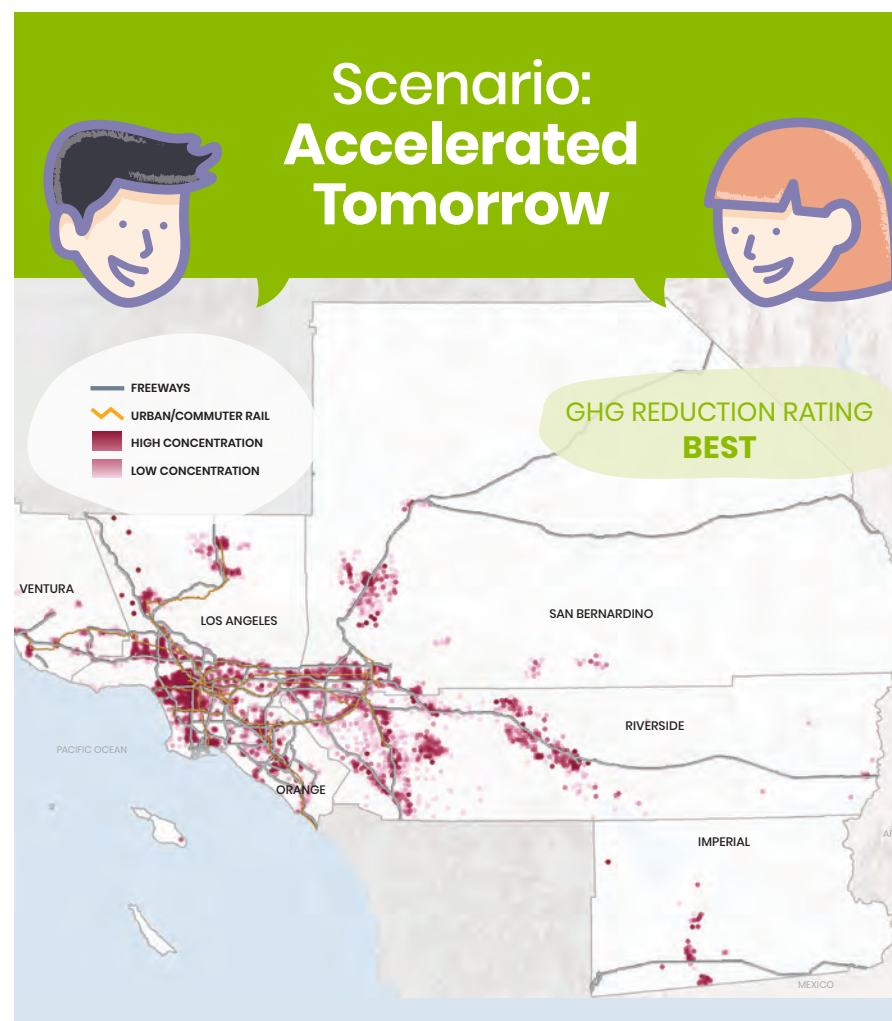 Scenario:
Accelerated
Tomorrow
FREEWAYS
URBAN/COMMUTER RAIL
HIGH CONCENTRATION
LOW CONCENTRATION
GHG REDUCTION RATING
BEST
VENTURA
LOS ANGELES
SAN BERNARDINO
RIVERSIDE
PACIFIC OCEAN
ORANGE
IMPERIAL
MEXICO